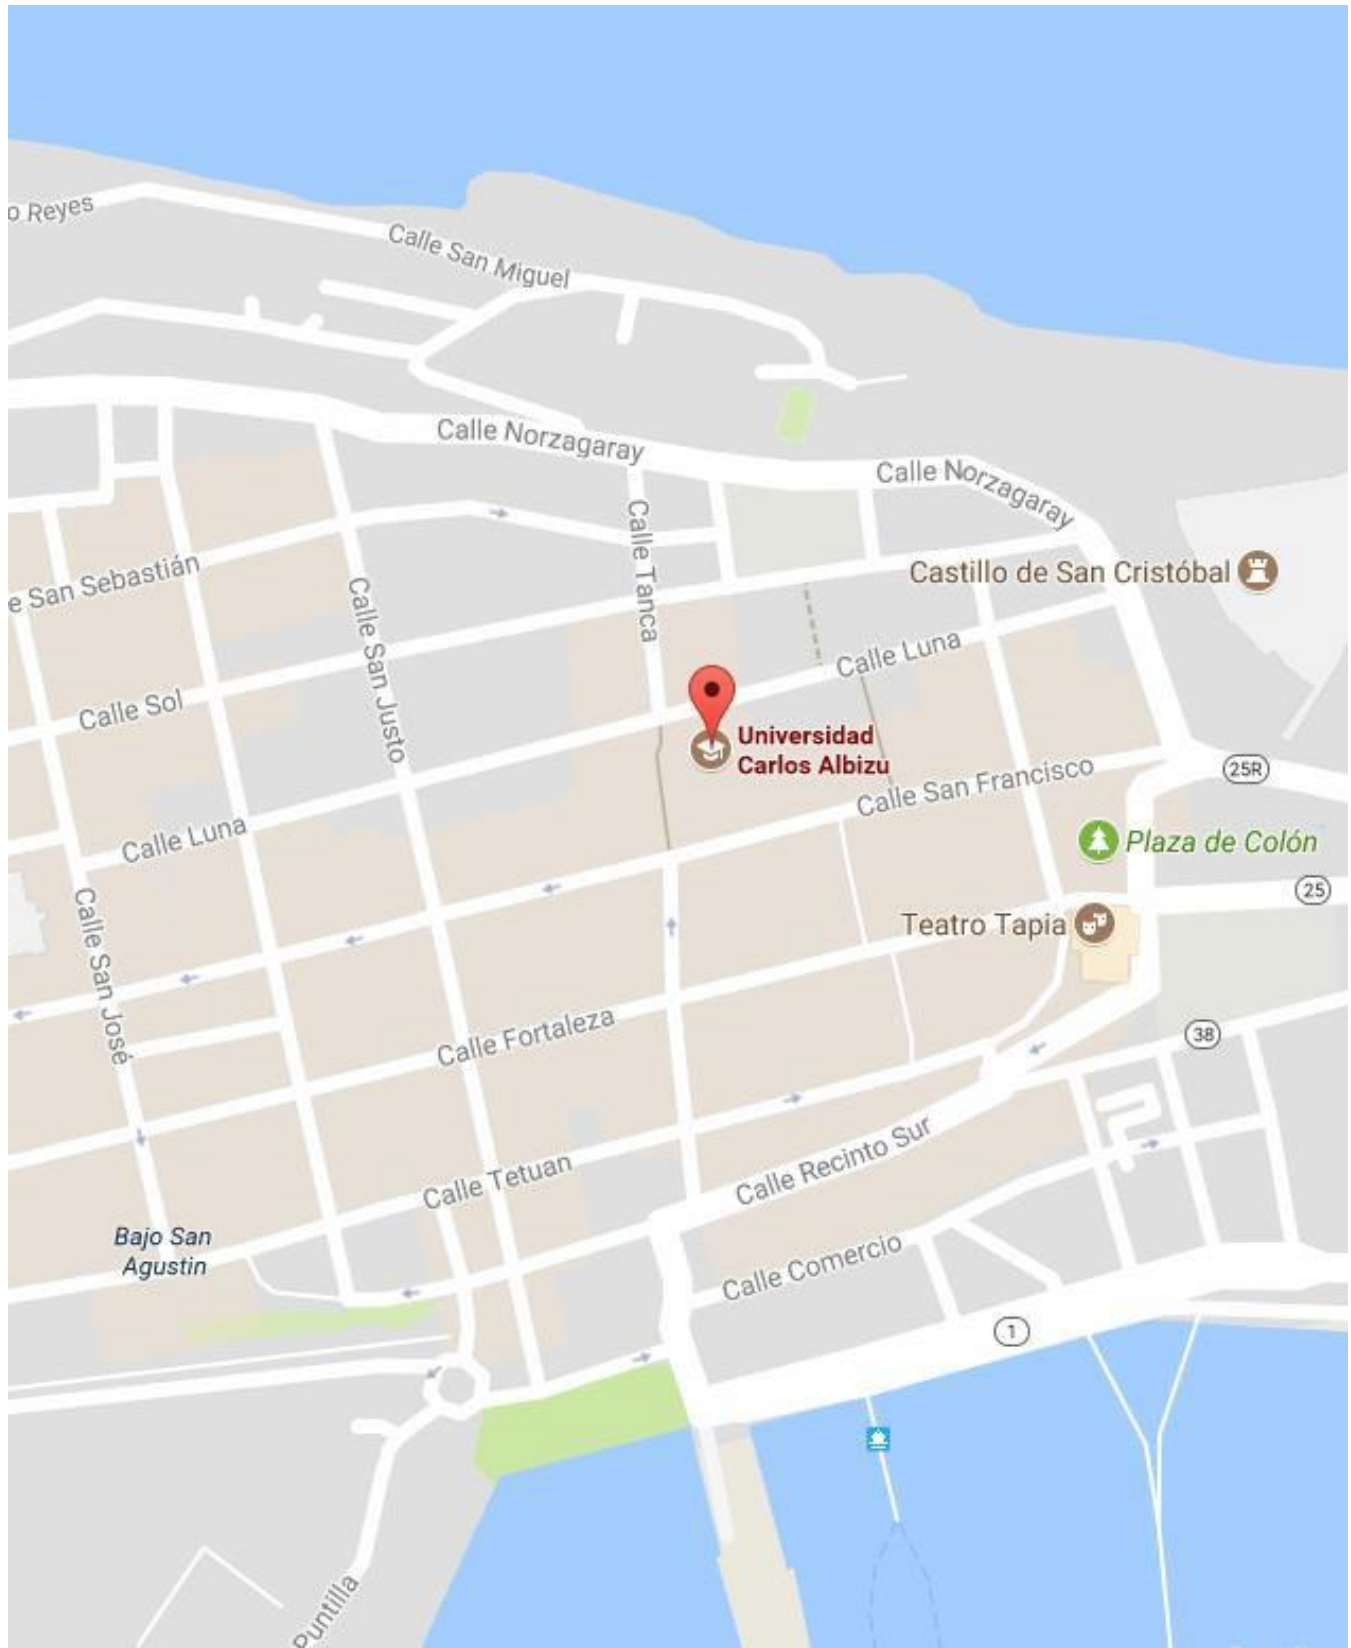 o Reyes
Calle San Miguel
Calle Norzagaray
Calle Norzagaray
Calle Tanca
Castillo de San Cristóbal
e San Sebastián
Calle San Justo
Calle Luna
Calle Sol
Universidad
Carlos Albizu
25R
Calle San Francisco
Calle Luna
Plaza de Colón
25
Calle San José
Teatro Tapia
Calle Fortaleza
38
Calle Recinto Sur
Calle Tetuan
Bajo San
Agustin
Calle Comercio
1
Puntilla